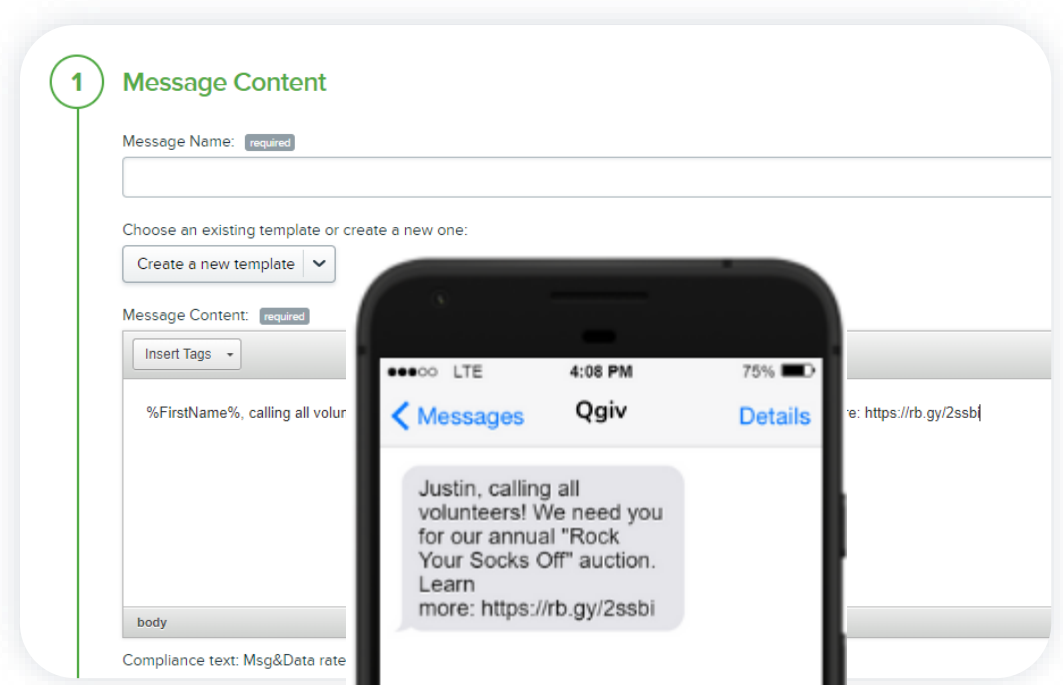 1
Message Content
Message Name: required
Choose an existing template or create a new one:
Create a new template
Message Content: required
Insert Tags
%FirstName%, calling all volun
e: https://rb.gy/2ssbi
body
Compliance text: Msg&Data rate
LTE 4:08 PM 75%
Messages Qgiv Details
Justin, calling all
volunteers! We need you
for our annual "Rock
Your Socks Off" auction.
Learn
more: https://rb.gy/2ssbi